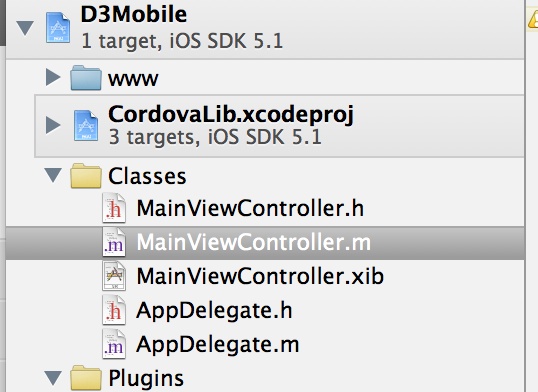 D3Mobile
1 target, iOS SDK 5.1
www
CordovaLib.xcodeproj
3 targets, iOS SDK 5.1
Classes
MainViewController.h
MainViewController.m
MainViewController.xib
AppDelegate.h
AppDelegate.m
Plugins